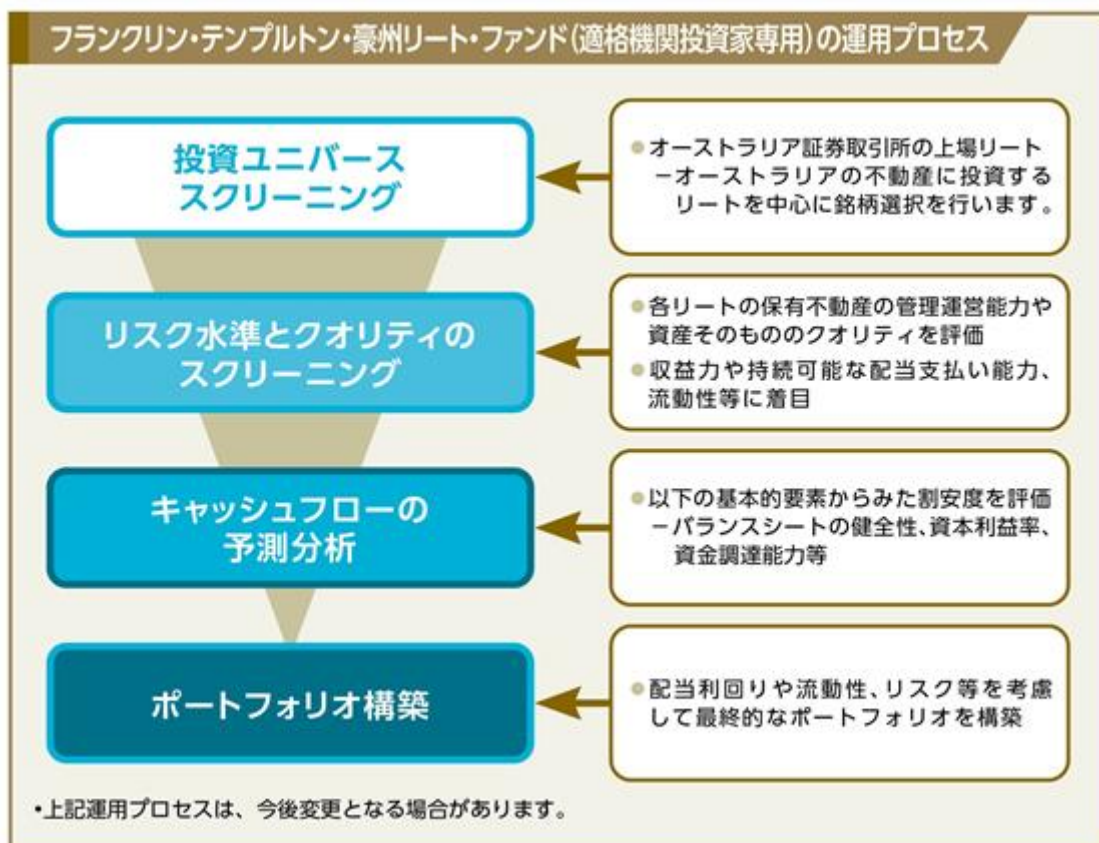 フランクリン・テンプルトン・豪州リート・ファンド(適格機関投資家専用)の運用プロセス
投資ユニバース
スクリーニング
●オーストラリア証券取引所の上場リート
－オーストラリアの不動産に投資する
リートを中心に銘柄選択を行います。
リスク水準とクオリティの
スクリーニング
●各リートの保有不動産の管理運営能力や
資産そのもののクオリティを評価
●収益力や持続可能な配当支払い能力、
流動性等に着目
キャッシュフローの
予測分析
●以下の基本的要素からみた割安度を評価
－バランスシートの健全性、資本利益率、
資金調達能力等
ポートフォリオ構築
●配当利回りや流動性、リスク等を考慮
して最終的なポートフォリオを構築
•上記運用プロセスは、今後変更となる場合があります。